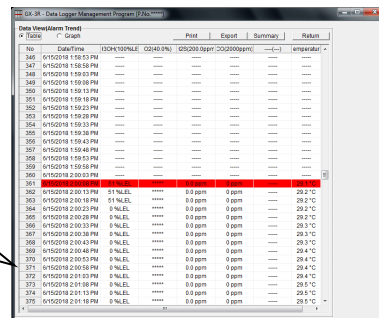 GX-3R - Data Logger Management Program [P.No.*****]
Data View(Alarm Trend)
Table Graph Print Export Summary Return
No Date/Time O2(40.0%) ----(---) emperatur
346 6/15/2018 1:58:53 PM ---- ---- ---- ---- ---- ----
347 6/15/2018 1:58:58 PM ---- ---- ---- ---- ---- ----
348 6/15/2018 1:59:03 PM ---- ---- ---- ---- ---- ----
349 6/15/2018 1:59:08 PM ---- ---- ---- ---- ---- ----
350 6/15/2018 1:59:13 PM ---- ---- ---- ---- ---- ----
351 6/15/2018 1:59:18 PM ---- ---- ---- ---- ---- ----
352 6/15/2018 1:59:23 PM ---- ---- ---- ---- ---- ----
353 6/15/2018 1:59:28 PM ---- ---- ---- ---- ---- ----
354 6/15/2018 1:59:33 PM ---- ---- ---- ---- ---- ----
355 6/15/2018 1:59:38 PM ---- ---- ---- ---- ---- ----
356 6/15/2018 1:59:43 PM ---- ---- ---- ---- ---- ----
357 6/15/2018 1:59:48 PM ---- ---- ---- ---- ---- ----
358 6/15/2018 1:59:53 PM ---- ---- ---- ---- ---- ----
359 6/15/2018 1:59:58 PM ---- ---- ---- ---- ---- ----
360 6/15/2018 2:00:03 PM ---- ---- ---- ---- ---- ----
361 6/15/2018 2:00:08 PM %LEL ***** 0.0 ppm 0 ppm ---- 29.1 °C
362 6/15/2018 2:00:13 PM 51 %LEL ***** 0.0 ppm 0 ppm ---- 29.2 °C
363 6/15/2018 2:00:18 PM 51 %LEL ***** 0.0 ppm 0 ppm ---- 29.2 °C
364 6/15/2018 2:00:23 PM 0 %LEL ***** 0.0 ppm 0 ppm ---- 29.2 °C
365 6/15/2018 2:00:28 PM 0 %LEL ***** 0.0 ppm 0 ppm ---- 29.2 °C
366 6/15/2018 2:00:33 PM 0 %LEL ***** 0.0 ppm 0 ppm ---- 29.3 °C
367 6/15/2018 2:00:38 PM 0 %LEL ***** 0.0 ppm 0 ppm ---- 29.3 °C
368 6/15/2018 2:00:43 PM 0 %LEL ***** 0.0 ppm 0 ppm ---- 29.3 °C
369 6/15/2018 2:00:48 PM 0 %LEL ***** 0.0 ppm 0 ppm ---- 29.4 °C
370 6/15/2018 2:00:53 PM 0 %LEL ***** 0.0 ppm 0 ppm ---- 29.4 °C
371 6/15/2018 2:00:58 PM 0 %LEL ***** 0.0 ppm 0 ppm ---- 29.4 °C
372 6/15/2018 2:01:03 PM 0 %LEL ***** 0.0 ppm 0 ppm ---- 29.4 °C
373 6/15/2018 2:01:08 PM 0 %LEL ***** 0.0 ppm 0 ppm ---- 29.5 °C
374 6/15/2018 2:01:13 PM 0 %LEL ***** 0.0 ppm 0 ppm ---- 29.5 °C
375 6/15/2018 2:01:18 PM 0 %LEL ***** 0.0 ppm 0 ppm ---- 29.5 °C